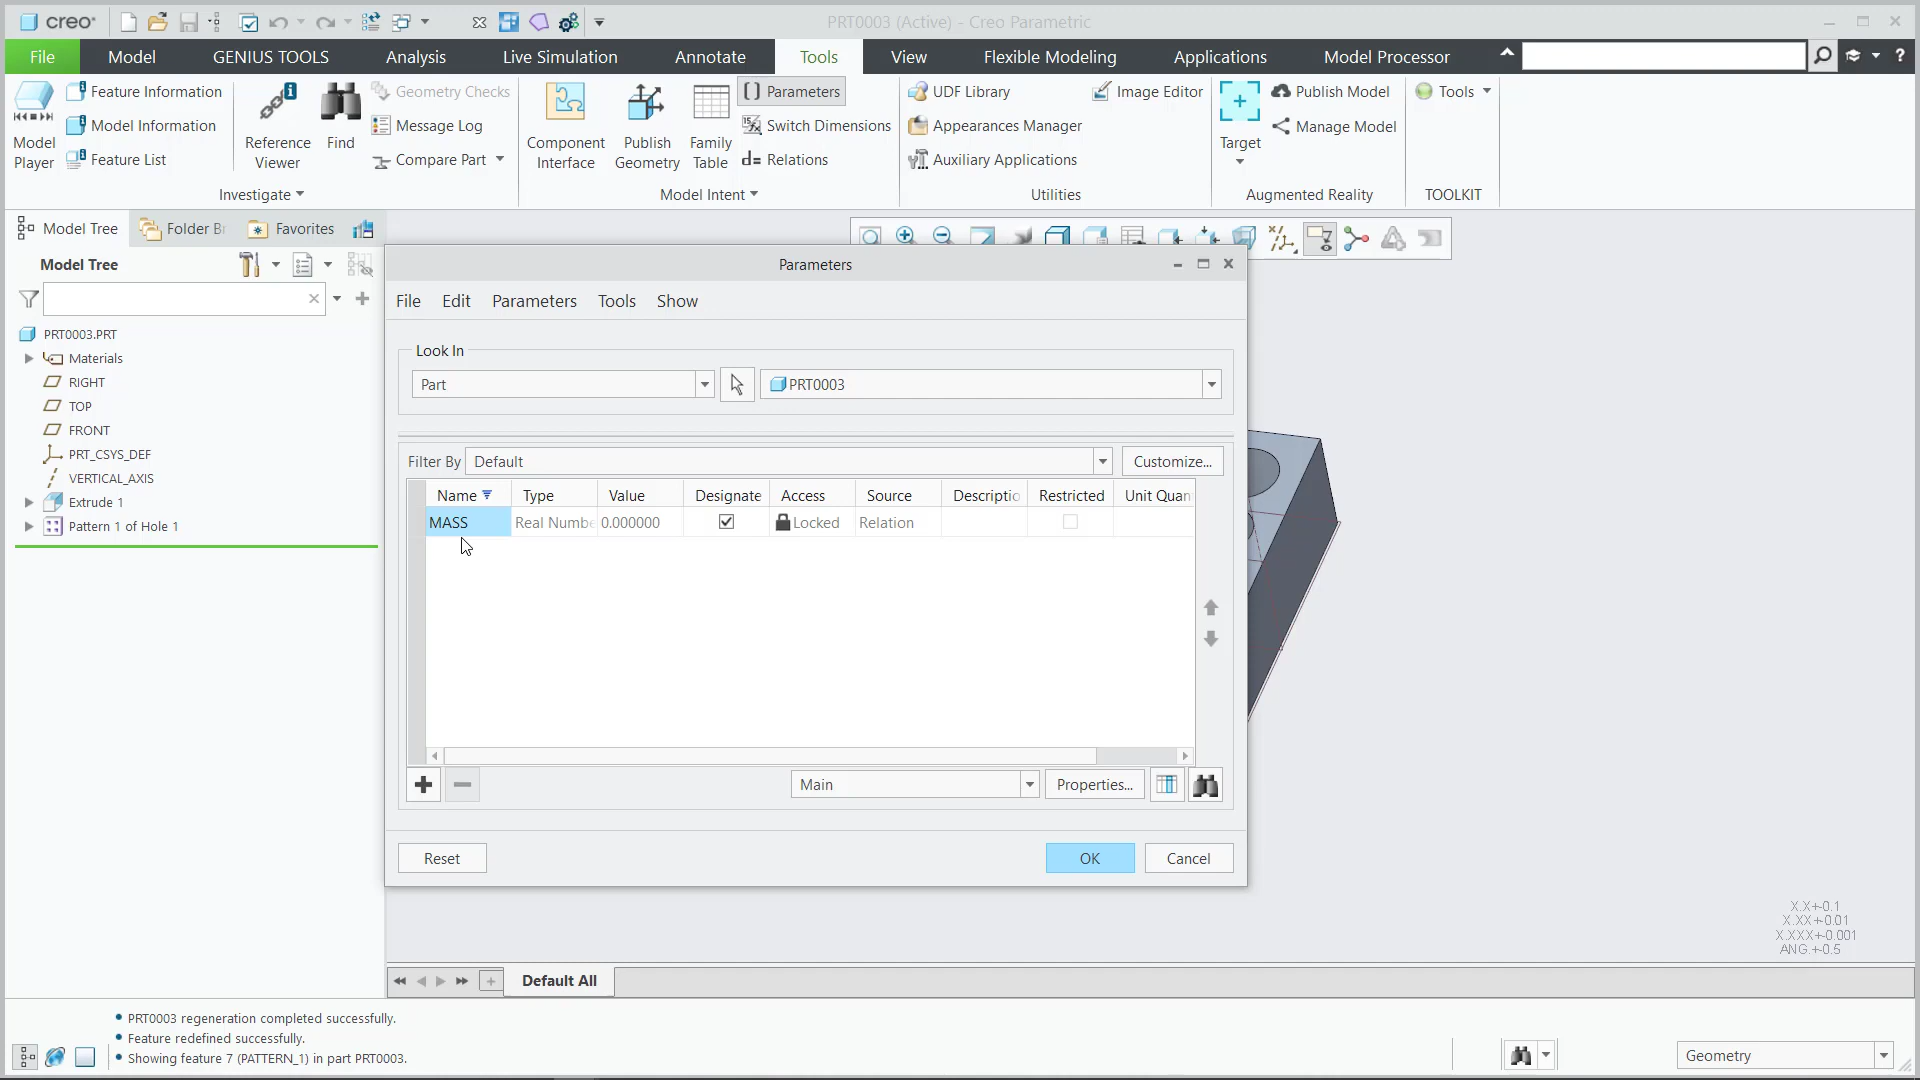 creo
PRT0003 (Active) - Creo Parametric
File
Model
GENIUS TOOLS
Analysis
Live Simulation
Annotate
Tools
View
Flexible Modeling
Applications
Model Processor
Model Player
Feature Information
Model Information
Feature List
Reference Viewer
Find
Geometry Checks
Message Log
Compare Part
Investigate
Component Interface
Publish Geometry
Family Table
[ ] Parameters
Switch Dimensions
d= Relations
Model Intent
UDF Library
Appearances Manager
Auxiliary Applications
Image Editor
Utilities
Target
Publish Model
Manage Model
Augmented Reality
Tools
TOOLKIT
Model Tree
Folder Br
Favorites
Model Tree
PRT0003.PRT
Materials
RIGHT
TOP
FRONT
PRT_CSYS_DEF
VERTICAL_AXIS
Extrude 1
Pattern 1 of Hole 1
Parameters
File Edit Parameters Tools Show
Look In
Part
PRT0003
Filter By Default
Customize...
Name Type Value Designate Access Source Descriptio Restricted Unit Quan
MASS Real Numbe 0.000000 Locked Relation
Main
Properties...
Reset
OK
Cancel
X.X+-0.1
X.XX+-0.01
X.XXX+-0.001
ANG.+-0.5
Default All
PRT0003 regeneration completed successfully.
Feature redefined successfully.
Showing feature 7 (PATTERN_1) in part PRT0003.
Geometry